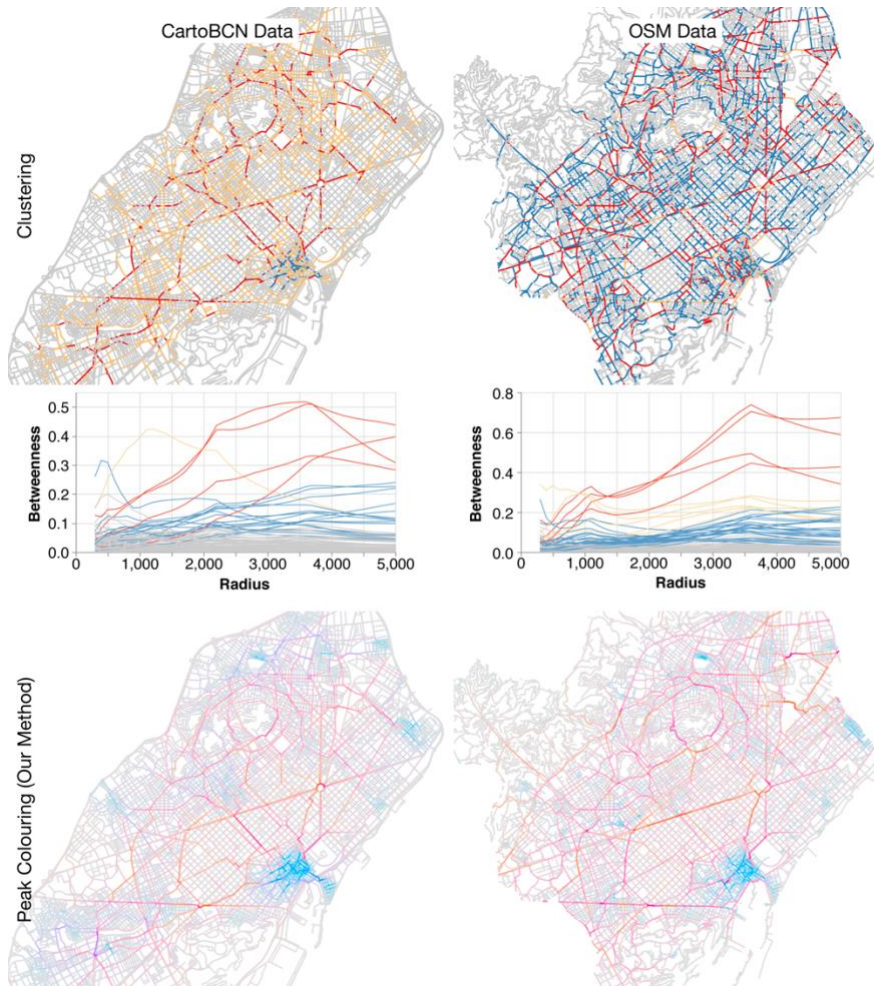 CartoBCN Data
OSM Data
Clustering
0.5
0.4
0.3
0.2
0.1
0.0
Betweenness
0
1,000
2,000
3,000
4,000
5,000
Radius
0.8
0.6
0.4
0.2
0.0
Betweenness
0
1,000
2,000
3,000
4,000
5,000
Radius
Peak Colouring (Our Method)